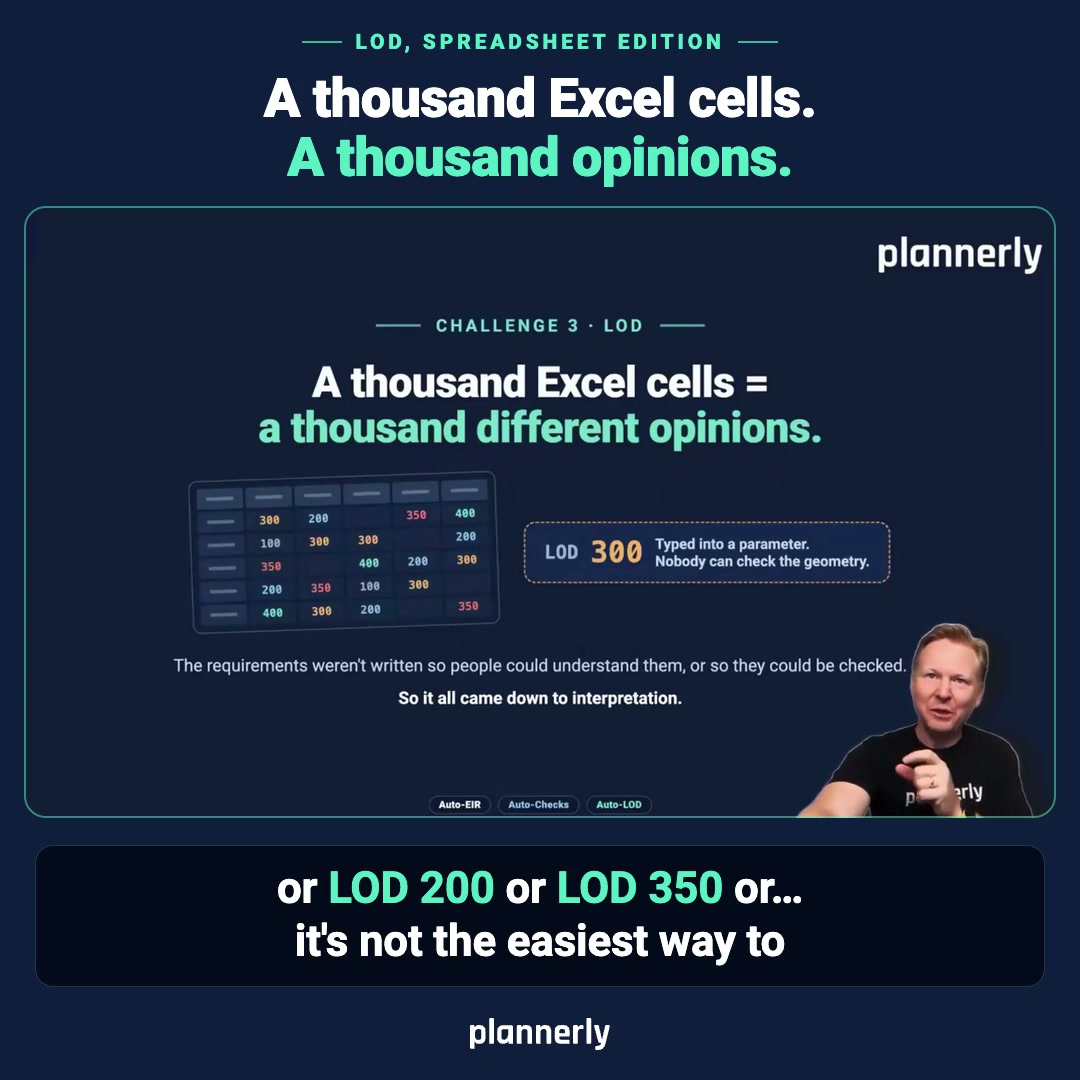 LOD, SPREADSHEET EDITION
A thousand Excel cells.
A thousand opinions.
plannerly
CHALLENGE 3 · LOD
A thousand Excel cells =
a thousand different opinions.
300 200 350 400
100 300 300 200
350 400 200 300
200 350 100 300
400 300 200 350
LOD 300 Typed into a parameter.
Nobody can check the geometry.
The requirements weren't written so people could understand them, or so they could be checked.
So it all came down to interpretation.
Auto-EIR Auto-Checks Auto-LOD
or LOD 200 or LOD 350 or...
it's not the easiest way to
plannerly